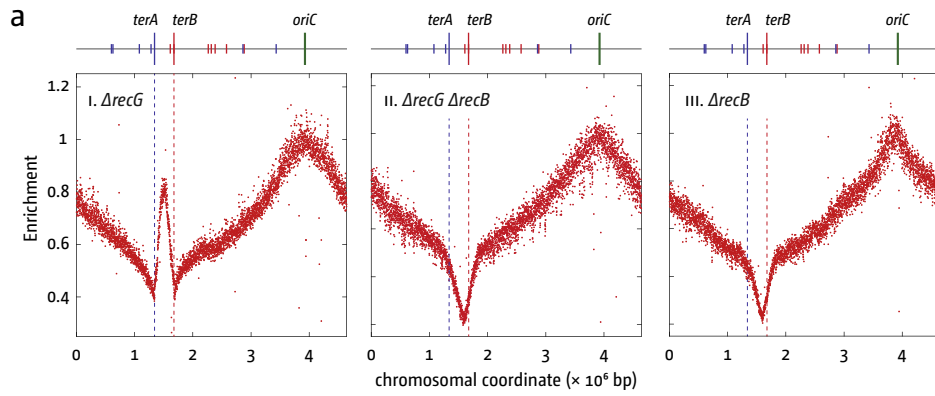 a
terA terB oriC
terA terB oriC
terA terB oriC
I. ΔrecG
II. ΔrecG ΔrecB
III. ΔrecB
Enrichment
1.2
1
0.8
0.6
0.4
0 1 2 3 4
0 1 2 3 4
0 1 2 3 4
chromosomal coordinate (× 10⁶ bp)